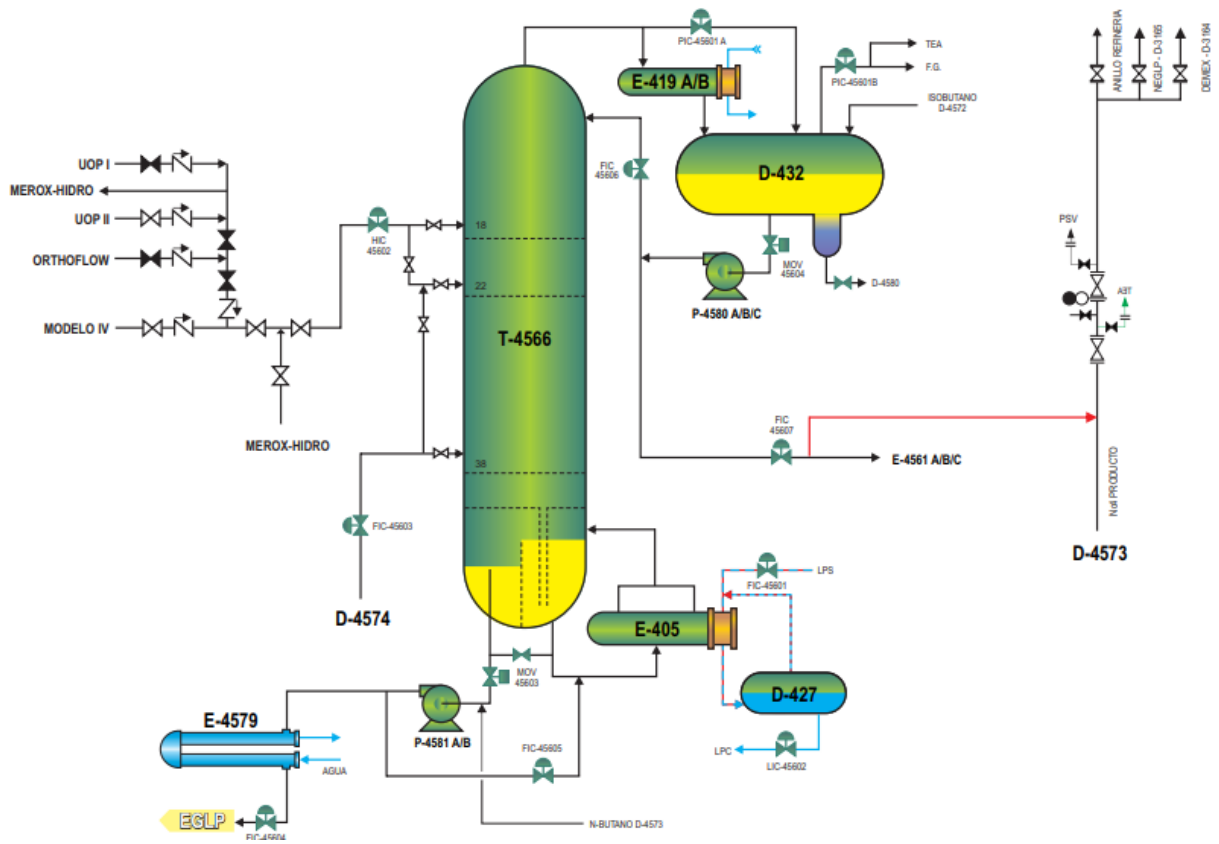 PIC-45601 A
E-419 A/B
PIC-45601B
TEA
F.G.
ISOBUTANO
D-4572
ANILLO REFINERIA
NEGLP - D-3165
DEMEX - D-3164
UOP I
MEROX-HIDRO
UOP II
ORTHOFLOW
MODELO IV
MEROX-HIDRO
HIC
45602
18
22
38
T-4566
FIC
45606
D-432
MOV
45604
D-4580
P-4580 A/B/C
PSV
TEA
FIC
45607
E-4561 A/B/C
NoII PRODUCTO
D-4573
FIC-45603
D-4574
E-405
FIC-45601
LPS
D-427
LPC
LIC-45602
MOV
45603
P-4581 A/B
FIC-45605
N-BUTANO D-4573
E-4579
AGUA
EGLP
FIC-45604